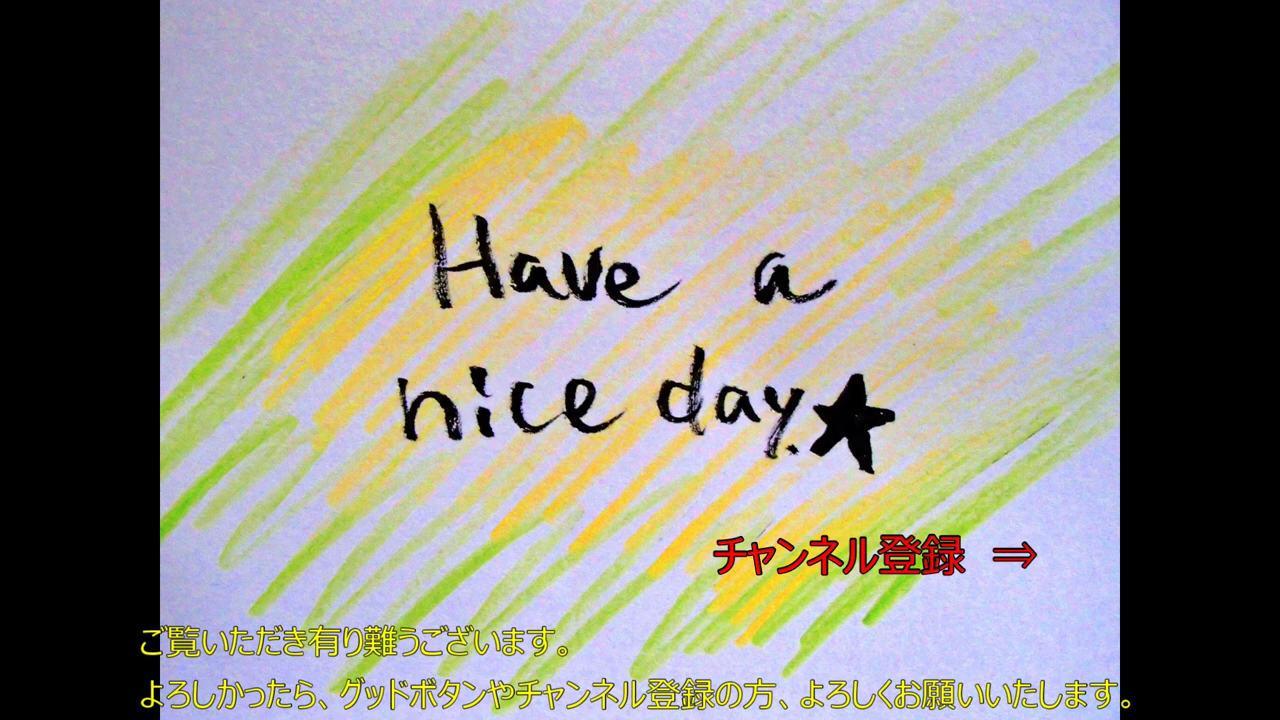 Have a
nice day.★
チャンネル登録　⇒
ご覧いただき有り難うございます。
よろしかったら、グッドボタンやチャンネル登録の方、よろしくお願いいたします。